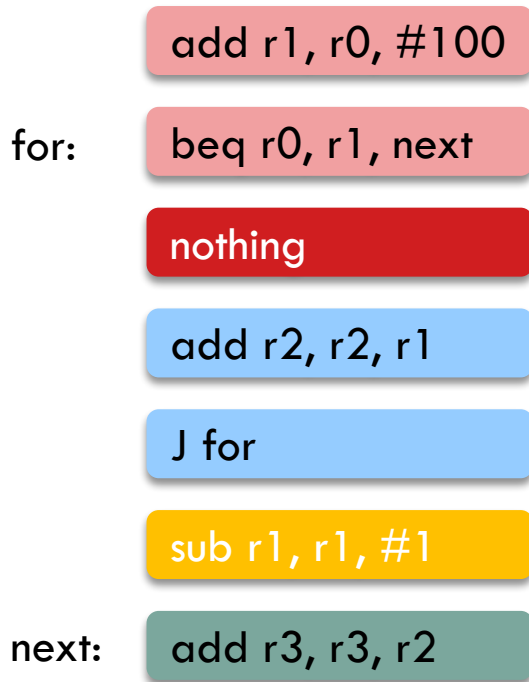 add r1, r0, #100
for: beq r0, r1, next
nothing
add r2, r2, r1
J for
sub r1, r1, #1
next: add r3, r3, r2